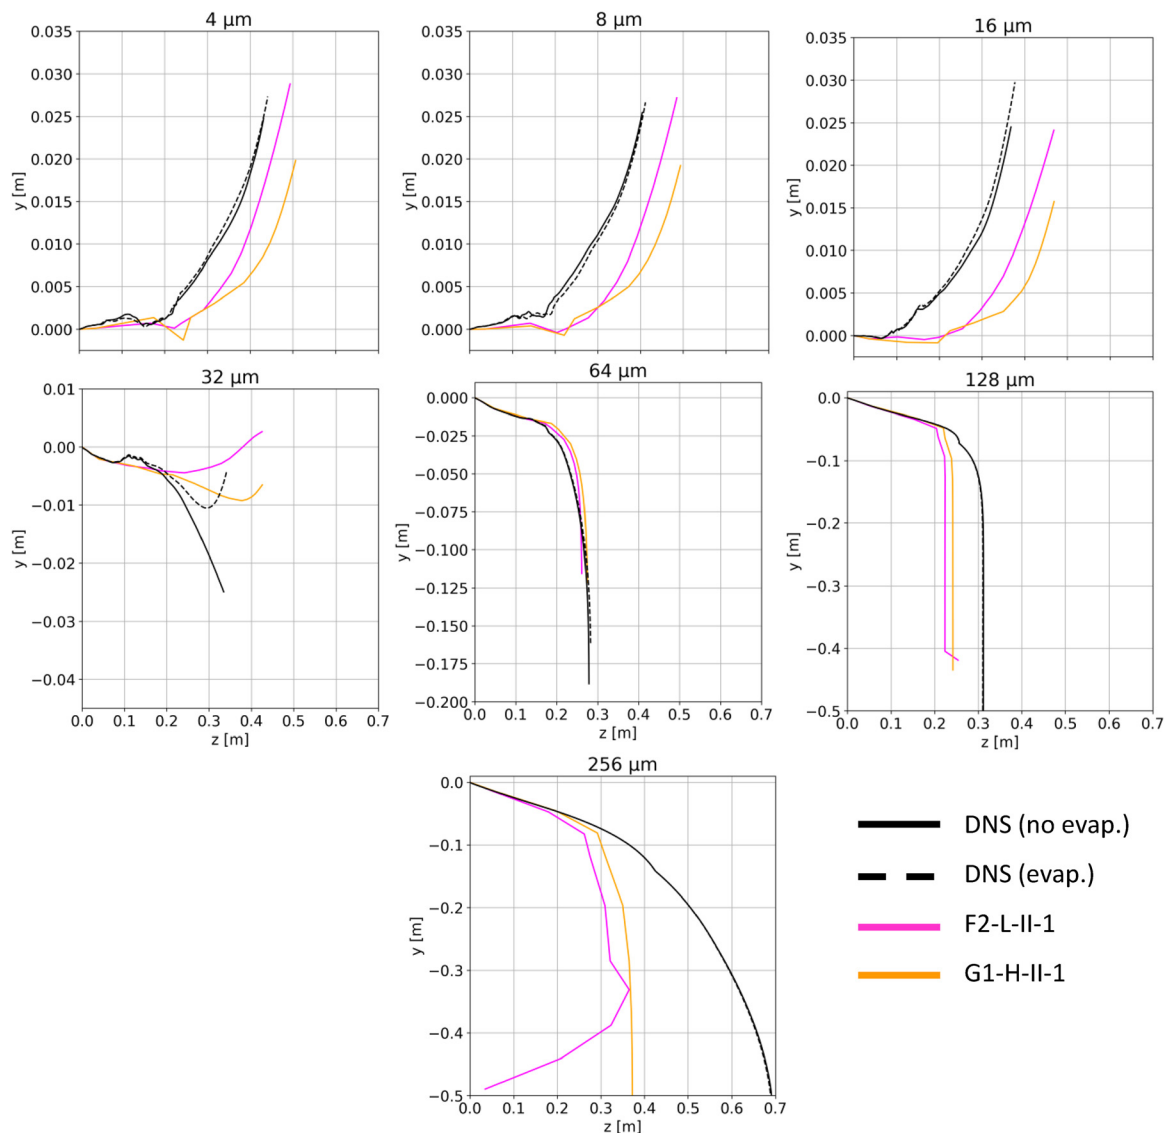 4 μm
8 μm
16 μm
0.035
0.030
0.025
0.020
0.015
0.010
0.005
0.000
y [m]
0.035
0.030
0.025
0.020
0.015
0.010
0.005
0.000
y [m]
0.035
0.030
0.025
0.020
0.015
0.010
0.005
0.000
y [m]
32 μm
64 μm
128 μm
0.01
0.00
−0.01
−0.02
−0.03
−0.04
y [m]
0.0 0.1 0.2 0.3 0.4 0.5 0.6 0.7
z [m]
0.000
−0.025
−0.050
−0.075
−0.100
−0.125
−0.150
−0.175
−0.200
y [m]
0.0 0.1 0.2 0.3 0.4 0.5 0.6 0.7
z [m]
0.0
−0.1
−0.2
−0.3
−0.4
−0.5
y [m]
0.0 0.1 0.2 0.3 0.4 0.5 0.6 0.7
z [m]
256 μm
0.0
−0.1
−0.2
−0.3
−0.4
−0.5
y [m]
0.0 0.1 0.2 0.3 0.4 0.5 0.6 0.7
z [m]
DNS (no evap.)
DNS (evap.)
F2-L-II-1
G1-H-II-1